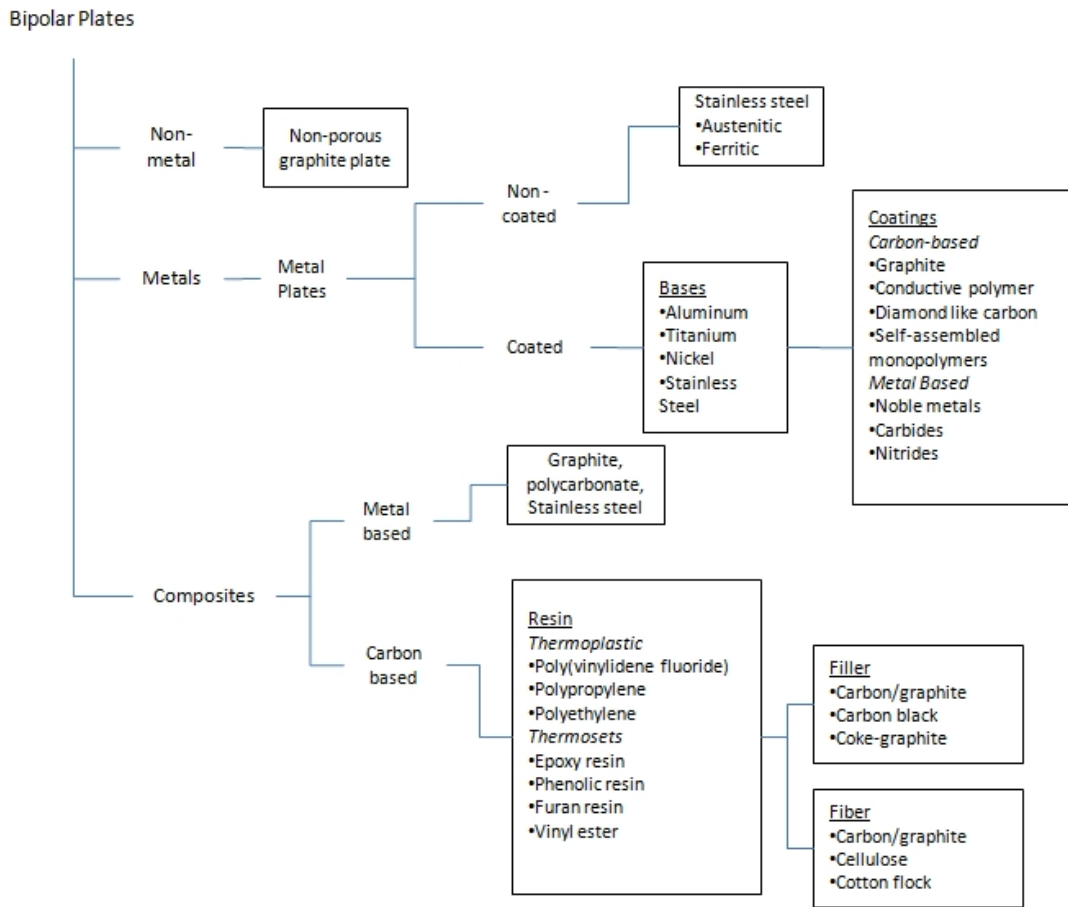 Bipolar Plates
Non-
metal
Non-porous
graphite plate
Metals
Metal
Plates
Non-
coated
Stainless steel
•Austenitic
•Ferritic
Coated
Bases
•Aluminum
•Titanium
•Nickel
•Stainless
Steel
Coatings
Carbon-based
•Graphite
•Conductive polymer
•Diamond like carbon
•Self-assembled
monopolymers
Metal Based
•Noble metals
•Carbides
•Nitrides
Composites
Metal
based
Graphite,
polycarbonate,
Stainless steel
Carbon
based
Resin
Thermoplastic
•Poly(vinylidene fluoride)
•Polypropylene
•Polyethylene
Thermosets
•Epoxy resin
•Phenolic resin
•Furan resin
•Vinyl ester
Filler
•Carbon/graphite
•Carbon black
•Coke-graphite
Fiber
•Carbon/graphite
•Cellulose
•Cotton flock